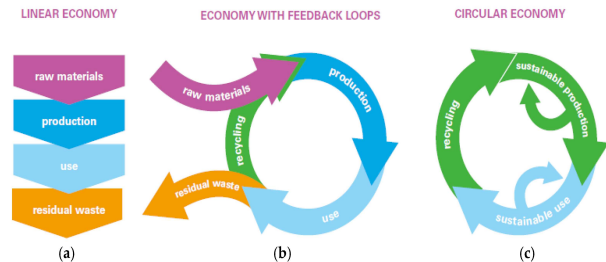 LINEAR ECONOMY
raw materials
production
use
residual waste
(a)
ECONOMY WITH FEEDBACK LOOPS
raw materials
production
recycling
residual waste
use
(b)
CIRCULAR ECONOMY
sustainable production
recycling
sustainable use
(c)